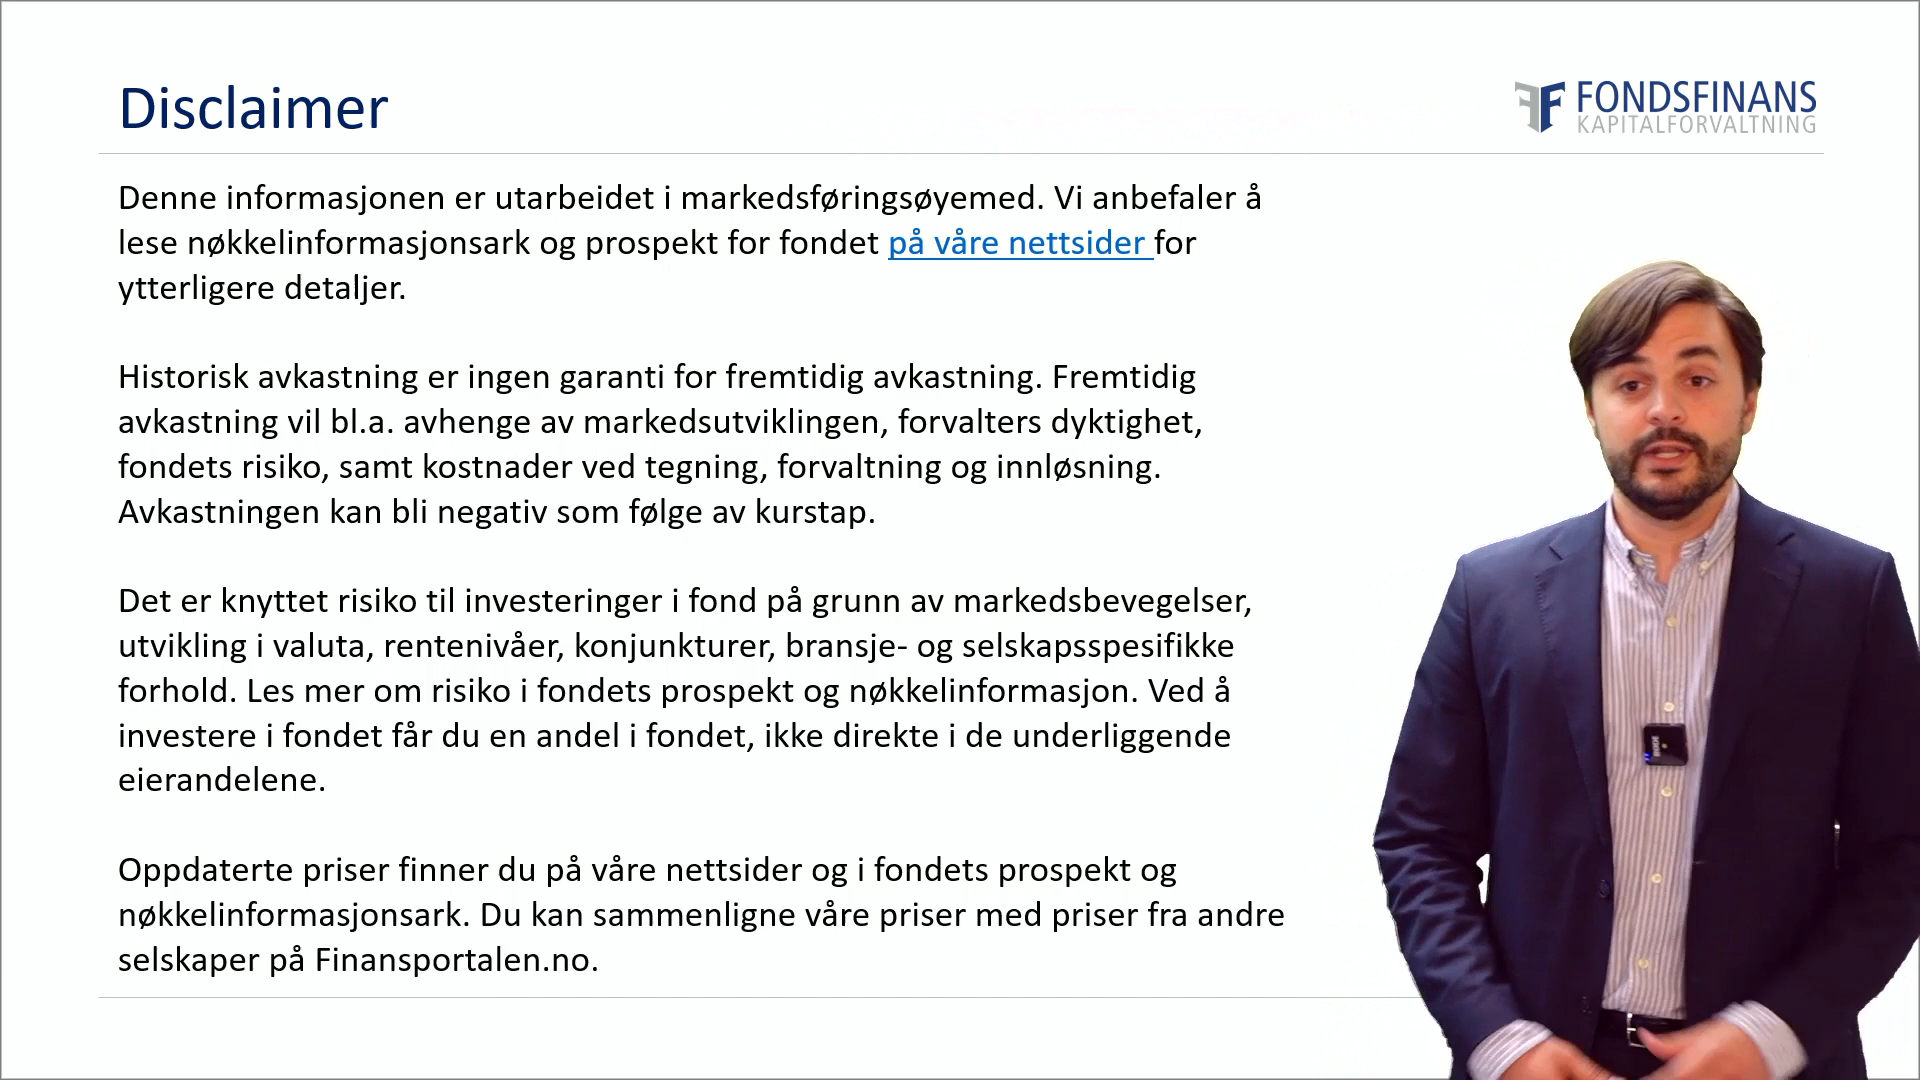 Disclaimer
FONDSFINANS
KAPITALFORVALTNING
Denne informasjonen er utarbeidet i markedsføringsøyemed. Vi anbefaler å
lese nøkkelinformasjonsark og prospekt for fondet på våre nettsider for
ytterligere detaljer.
Historisk avkastning er ingen garanti for fremtidig avkastning. Fremtidig
avkastning vil bl.a. avhenge av markedsutviklingen, forvalters dyktighet,
fondets risiko, samt kostnader ved tegning, forvaltning og innløsning.
Avkastningen kan bli negativ som følge av kurstap.
Det er knyttet risiko til investeringer i fond på grunn av markedsbevegelser,
utvikling i valuta, rentenivåer, konjunkturer, bransje- og selskapsspesifikke
forhold. Les mer om risiko i fondets prospekt og nøkkelinformasjon. Ved å
investere i fondet får du en andel i fondet, ikke direkte i de underliggende
eierandelene.
Oppdaterte priser finner du på våre nettsider og i fondets prospekt og
nøkkelinformasjonsark. Du kan sammenligne våre priser med priser fra andre
selskaper på Finansportalen.no.
RØDE